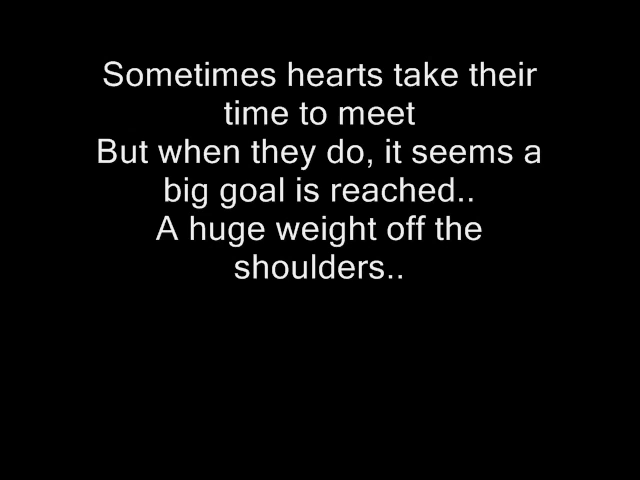 Sometimes hearts take their
time to meet
But when they do, it seems a
big goal is reached..
A huge weight off the
shoulders..